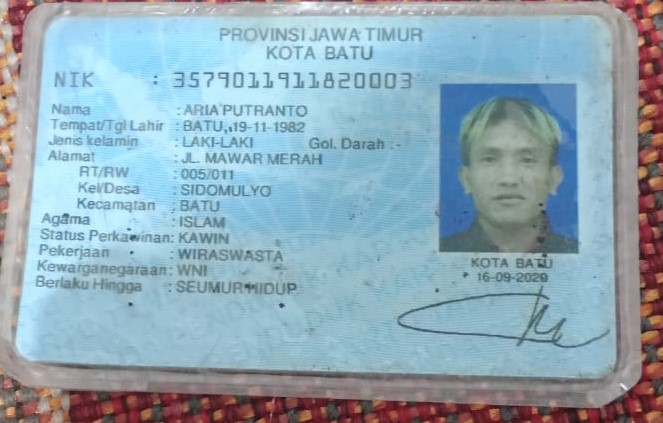 PROVINSI JAWA TIMUR
KOTA BATU
NIK : 3579011911820003
Nama : ARIA PUTRANTO
Tempat/Tgl Lahir : BATU, 19-11-1982
Jenis kelamin : LAKI-LAKI Gol. Darah :-
Alamat : JL. MAWAR MERAH
RT/RW : 005/011
Kel/Desa : SIDOMULYO
Kecamatan : BATU
Agama : ISLAM
Status Perkawinan: KAWIN
Pekerjaan : WIRASWASTA
Kewarganegaraan: WNI
Berlaku Hingga : SEUMUR HIDUP
KOTA BATU
16-09-2020